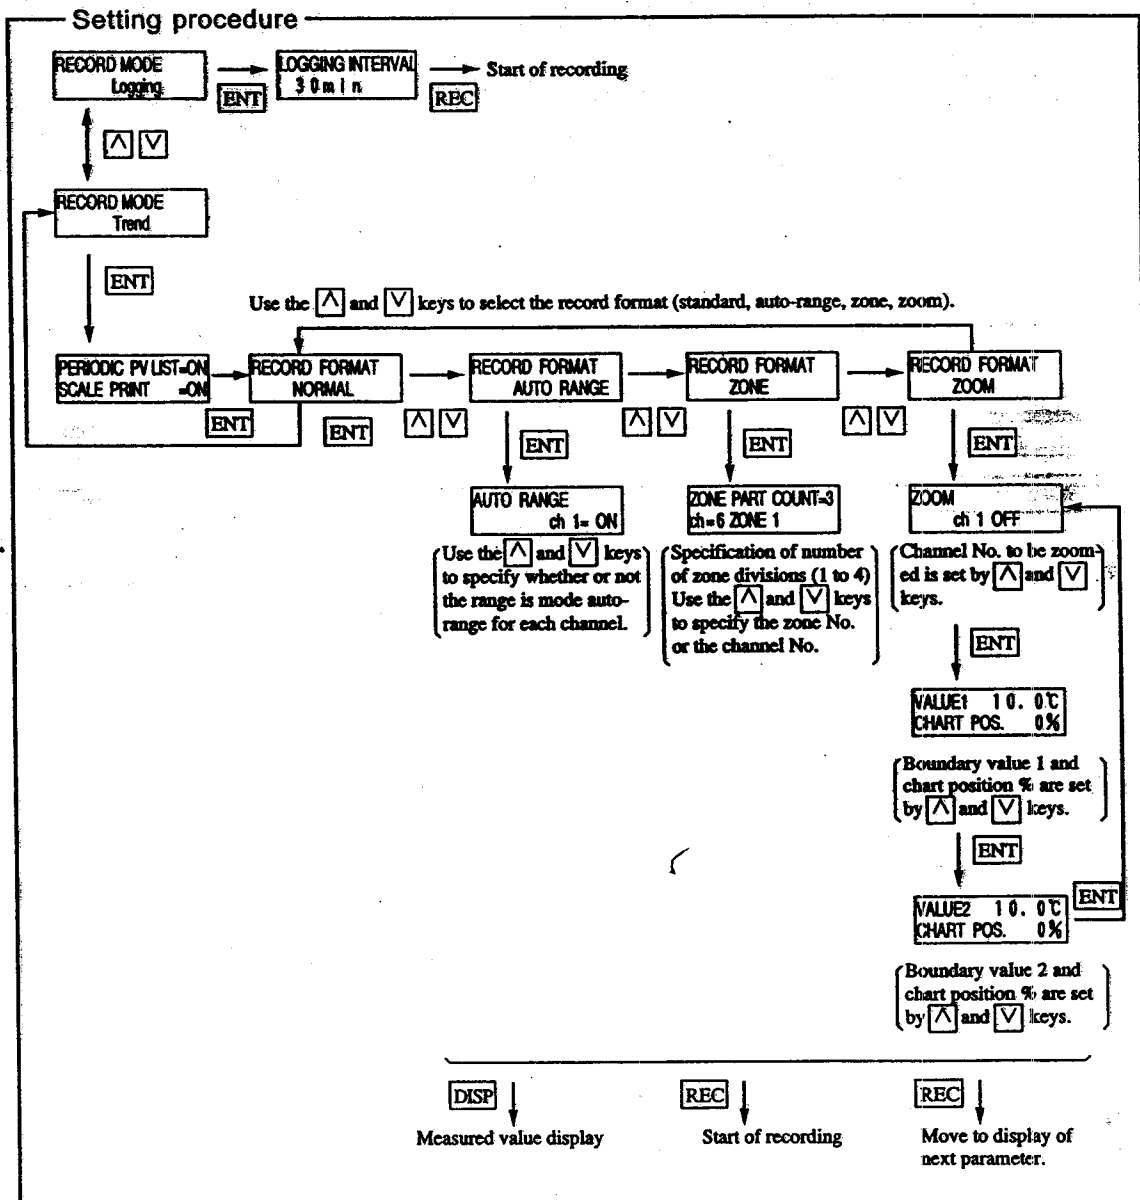 Setting procedure
RECORD MODE
Logging
ENT
LOGGING INTERVAL
30min
REC
Start of recording
∧ ∨
RECORD MODE
Trend
ENT
Use the ∧ and ∨ keys to select the record format (standard, auto-range, zone, zoom).
PERIODIC PV LIST=ON
SCALE PRINT =ON
ENT
RECORD FORMAT
NORMAL
ENT
∧ ∨
RECORD FORMAT
AUTO RANGE
ENT
∧ ∨
RECORD FORMAT
ZONE
ENT
∧ ∨
RECORD FORMAT
ZOOM
ENT
AUTO RANGE
ch 1= ON
Use the ∧ and ∨ keys
to specify whether or not
the range is mode auto-
range for each channel.
ZONE PART COUNT=3
ch=6 ZONE 1
Specification of number
of zone divisions (1 to 4)
Use the ∧ and ∨ keys
to specify the zone No.
or the channel No.
ZOOM
ch 1 OFF
Channel No. to be zoom-
ed is set by ∧ and ∨
keys.
ENT
VALUE1 10. 0℃
CHART POS. 0%
Boundary value 1 and
chart position % are set
by ∧ and ∨ keys.
ENT
VALUE2 10. 0℃
CHART POS. 0%
ENT
Boundary value 2 and
chart position % are set
by ∧ and ∨ keys.
DISP
Measured value display
REC
Start of recording
REC
Move to display of
next parameter.